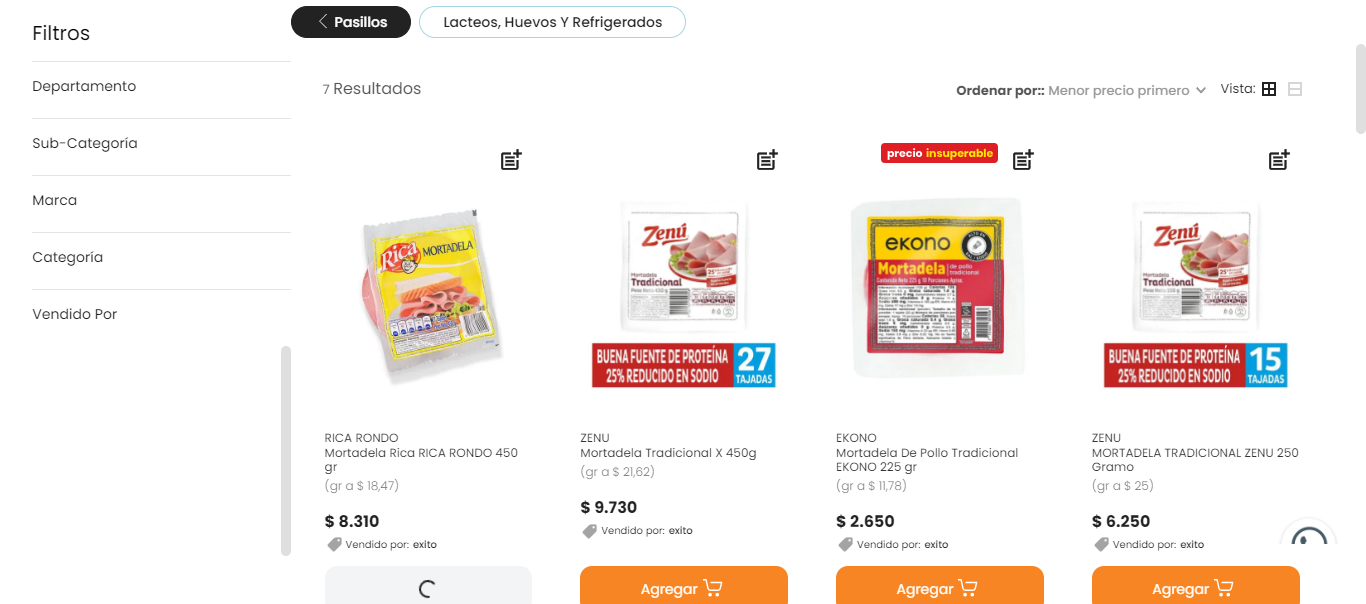 Filtros
Departamento
Sub-Categoría
Marca
Categoría
Vendido Por
Pasillos
Lacteos, Huevos Y Refrigerados
7 Resultados
Ordenar por:: Menor precio primero
Vista:
Rica
MORTADELA
RICA RONDO
Mortadela Rica RICA RONDO 450
gr
(gr a $ 18,47)
$ 8.310
Vendido por: exito
Zenú
Mortadela
Tradicional
BUENA FUENTE DE PROTEÍNA
25% REDUCIDO EN SODIO
27
TAJADAS
ZENU
Mortadela Tradicional X 450g
(gr a $ 21,62)
$ 9.730
Vendido por: exito
Agregar
precio insuperable
ekono
Mortadela
de pollo
tradicional
EKONO
Mortadela De Pollo Tradicional
EKONO 225 gr
(gr a $ 11,78)
$ 2.650
Vendido por: exito
Agregar
Zenú
Mortadela
Tradicional
BUENA FUENTE DE PROTEÍNA
25% REDUCIDO EN SODIO
15
TAJADAS
ZENU
MORTADELA TRADICIONAL ZENU 250
Gramo
(gr a $ 25)
$ 6.250
Vendido por: exito
Agregar